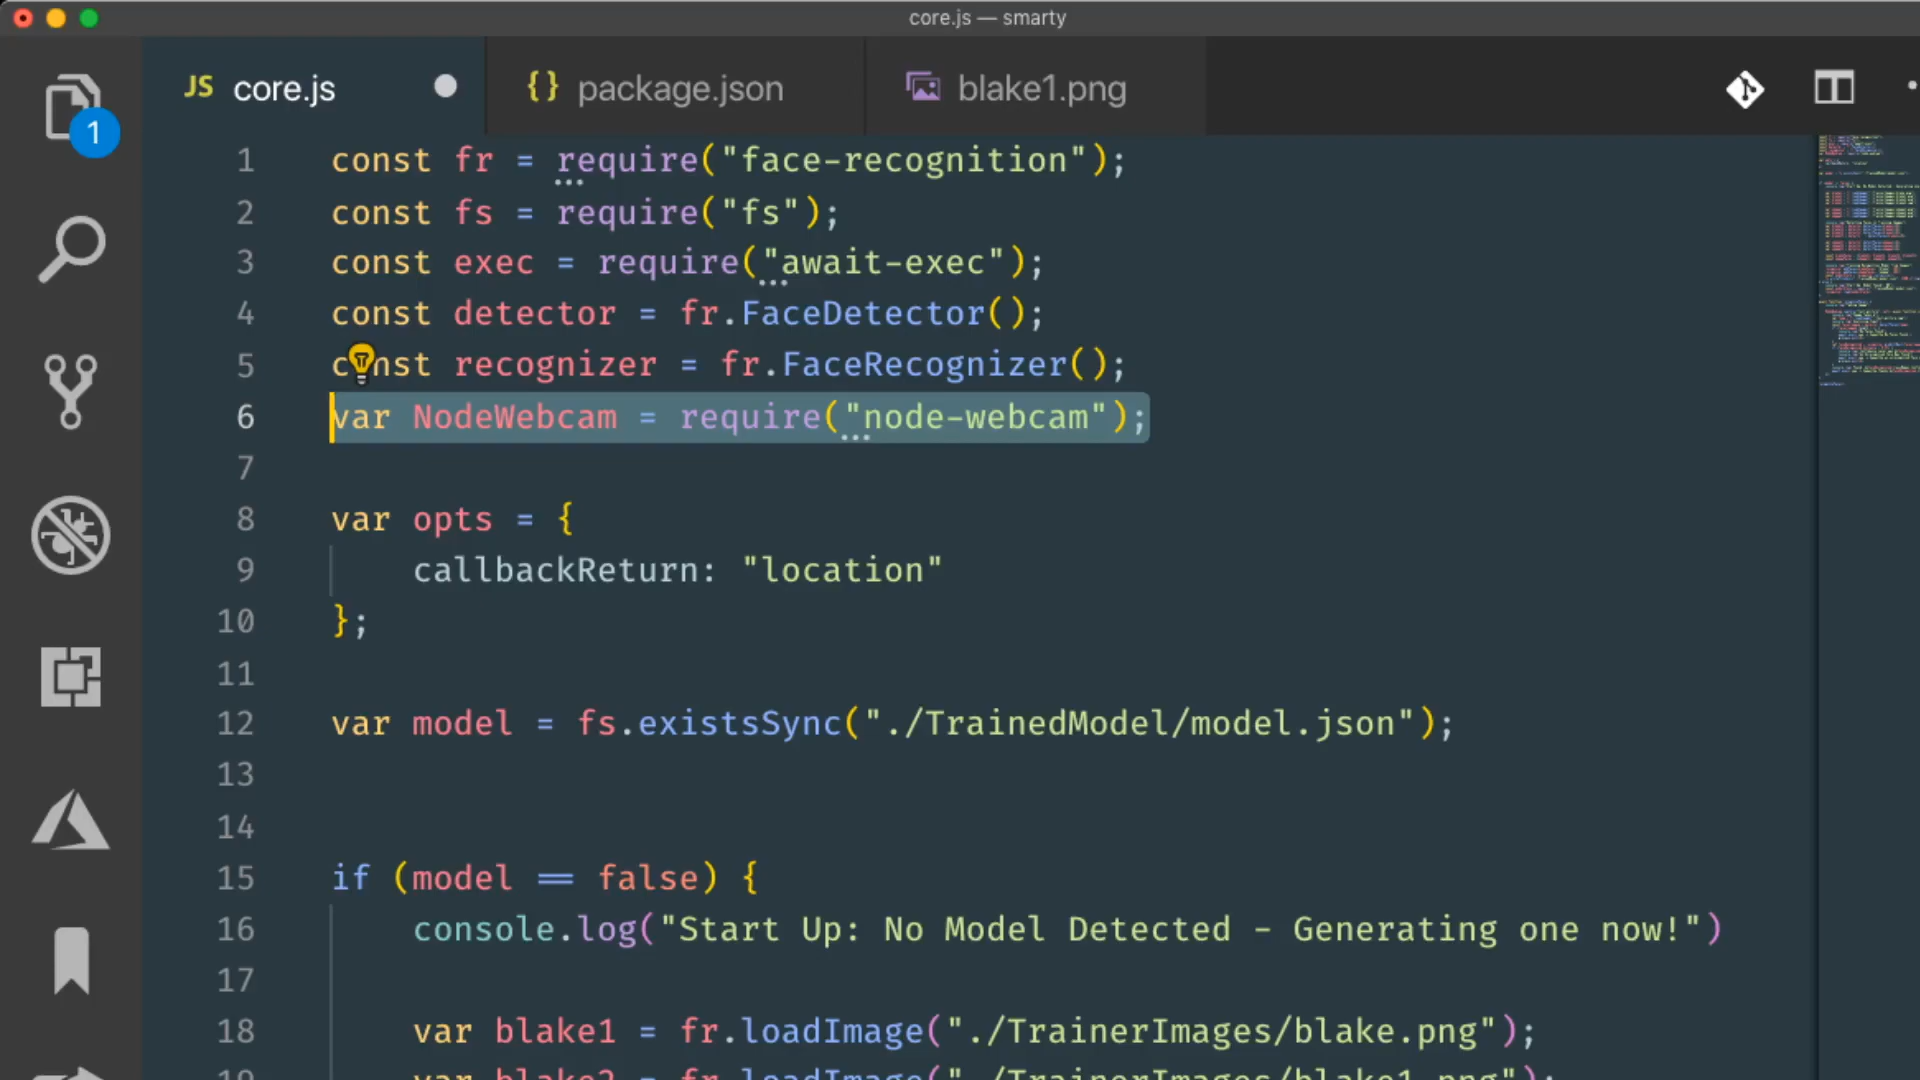 core.js — smarty
JS core.js
{} package.json
blake1.png
1
1 const fr = require("face-recognition");
2 const fs = require("fs");
3 const exec = require("await-exec");
4 const detector = fr.FaceDetector();
5 const recognizer = fr.FaceRecognizer();
6 var NodeWebcam = require("node-webcam");
7
8 var opts = {
9 callbackReturn: "location"
10 };
11
12 var model = fs.existsSync("./TrainedModel/model.json");
13
14
15 if (model == false) {
16 console.log("Start Up: No Model Detected - Generating one now!")
17
18 var blake1 = fr.loadImage("./TrainerImages/blake.png");
19 var blake2 = fr.loadImage("./TrainerImages/blake1.png");